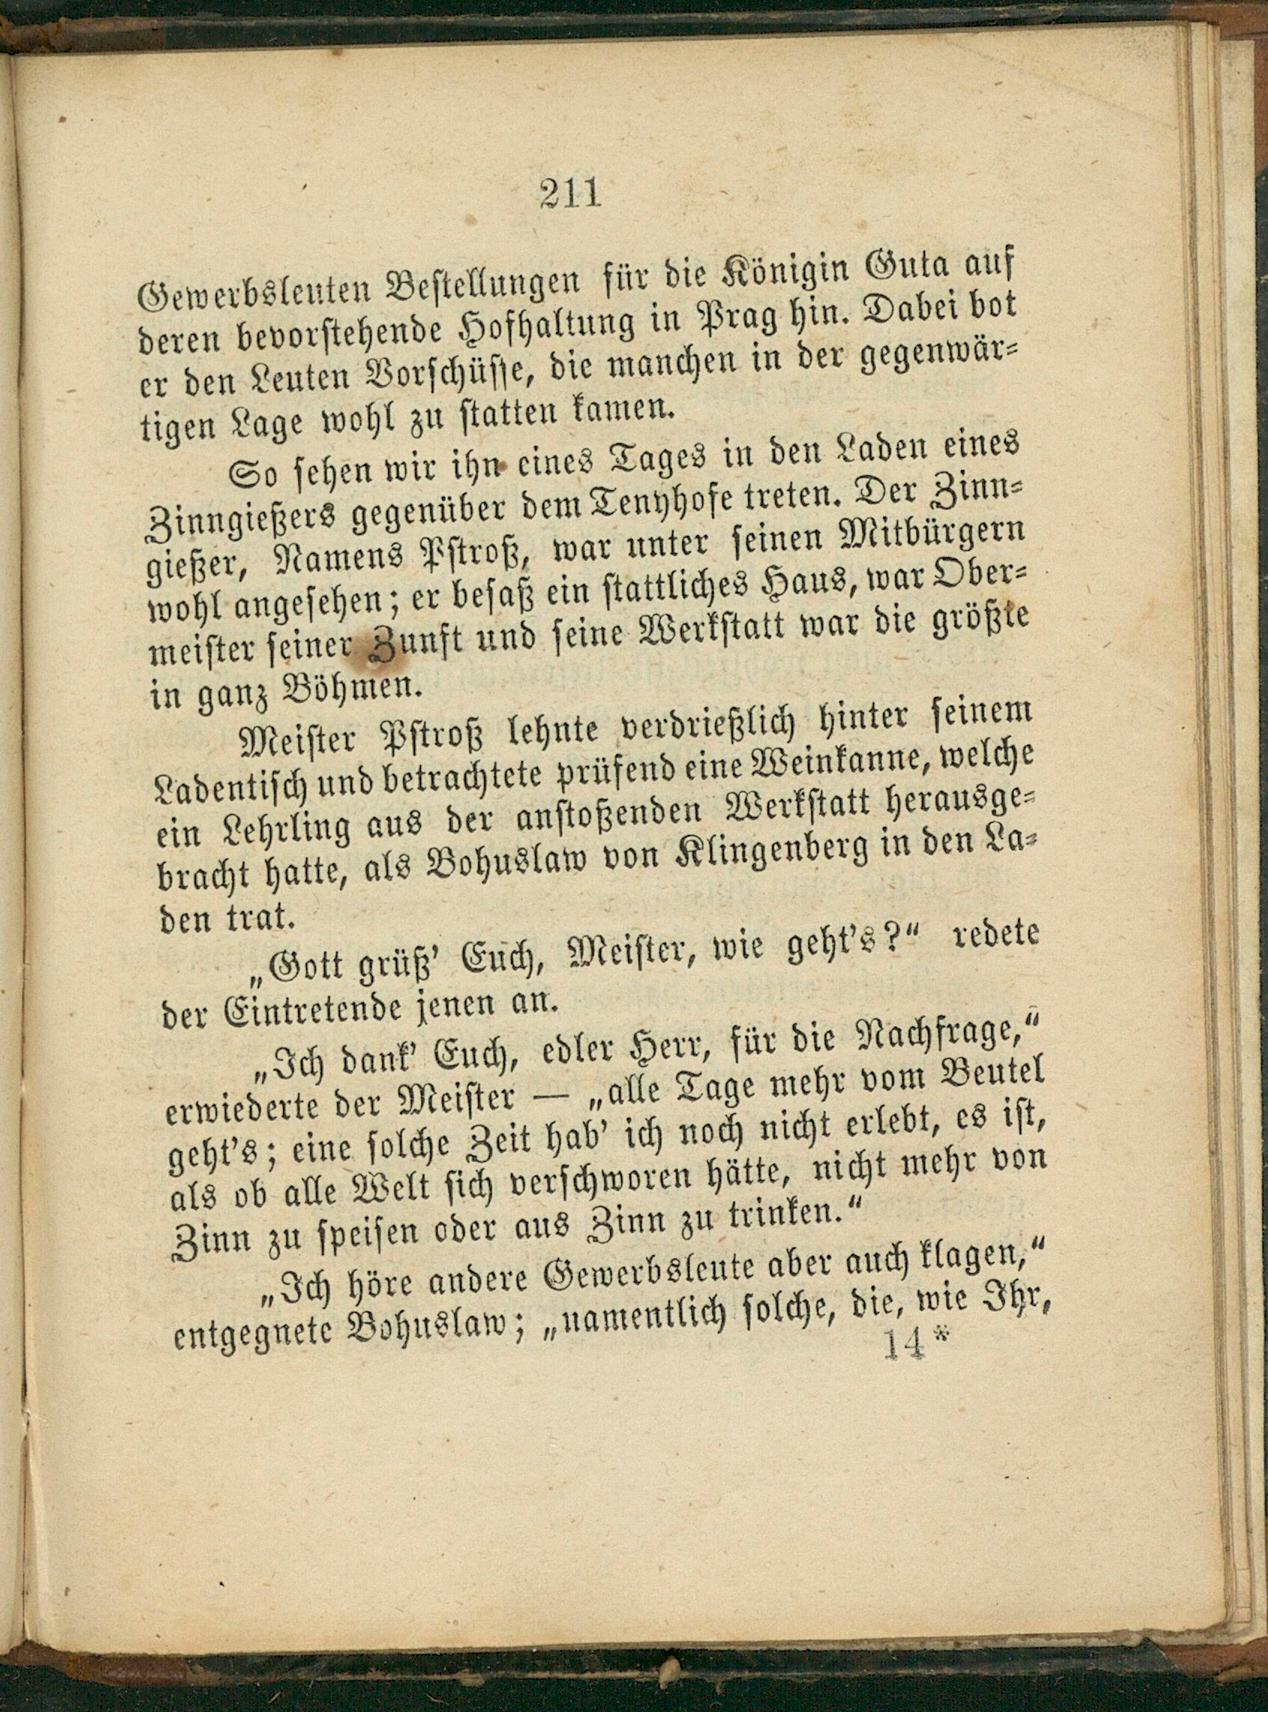 211
Gewerbsleuten Bestellungen für die Königin Guta auf
deren bevorstehende Hofhaltung in Prag hin. Dabei bot
er den Leuten Vorschüsse, die manchen in der gegenwär-
tigen Lage wohl zu statten kamen.
So sehen wir ihn eines Tages in den Laden eines
Zinngießers gegenüber dem Tenyhofe treten. Der Zinn-
gießer, Namens Pstroß, war unter seinen Mitbürgern
wohl angesehen; er besaß ein stattliches Haus, war Ober-
meister seiner Zunft und seine Werkstatt war die größte
in ganz Böhmen.
Meister Pstroß lehnte verdrießlich hinter seinem
Ladentisch und betrachtete prüfend eine Weinkanne, welche
ein Lehrling aus der anstoßenden Werkstatt herausge-
bracht hatte, als Bohuslaw von Klingenberg in den La-
den trat.
„Gott grüß’ Euch, Meister, wie geht’s?“ redete
der Eintretende jenen an.
„Ich dank’ Euch, edler Herr, für die Nachfrage,“
erwiederte der Meister — „alle Tage mehr vom Beutel
geht’s; eine solche Zeit hab’ ich noch nicht erlebt, es ist,
als ob alle Welt sich verschworen hätte, nicht mehr von
Zinn zu speisen oder aus Zinn zu trinken.“
„Ich höre andere Gewerbsleute aber auch klagen,“
entgegnete Bohuslaw; „namentlich solche, die, wie Ihr,
14*